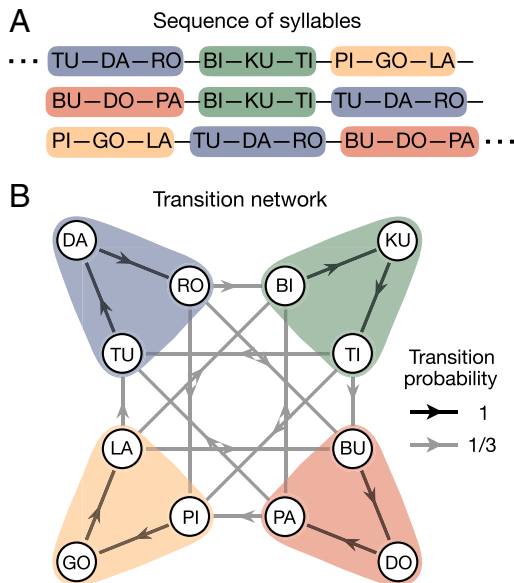 A
Sequence of syllables
··· TU—DA—RO—BI—KU—TI—PI—GO—LA—
BU—DO—PA—BI—KU—TI—TU—DA—RO—
PI—GO—LA—TU—DA—RO—BU—DO—PA ···
B
Transition network
DA
KU
RO
BI
TU
TI
Transition
probability
1
1/3
LA
BU
PI
PA
GO
DO